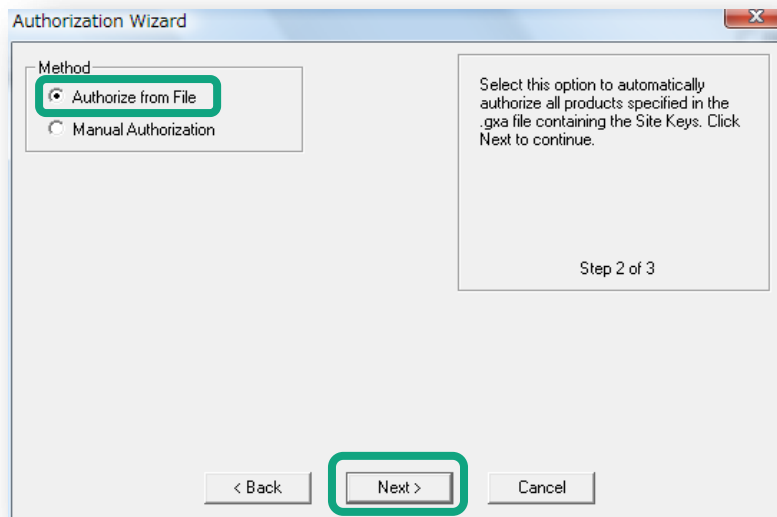 Authorization Wizard
Method
Authorize from File
Manual Authorization
Select this option to automatically
authorize all products specified in the
.gxa file containing the Site Keys. Click
Next to continue.
Step 2 of 3
< Back
Next >
Cancel